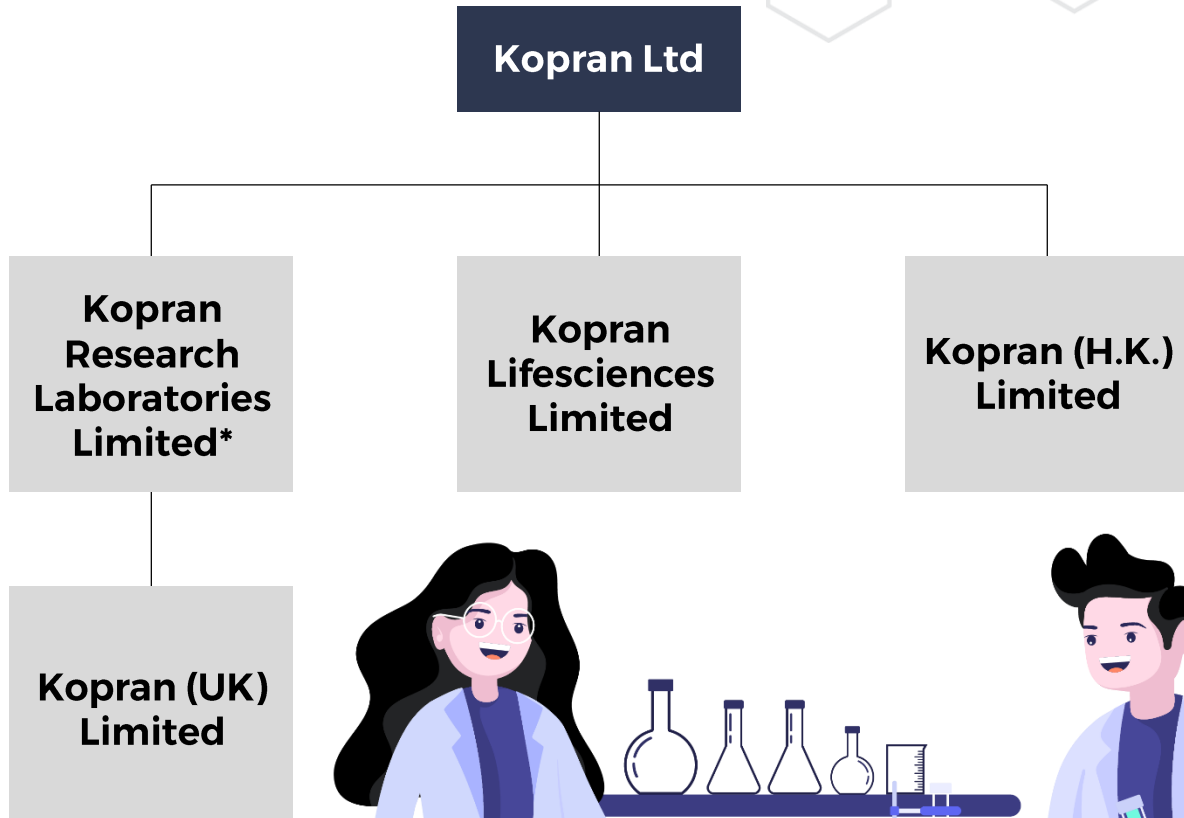 Kopran Ltd
Kopran
Research
Laboratories
Limited*
Kopran
Lifesciences
Limited
Kopran (H.K.)
Limited
Kopran (UK)
Limited